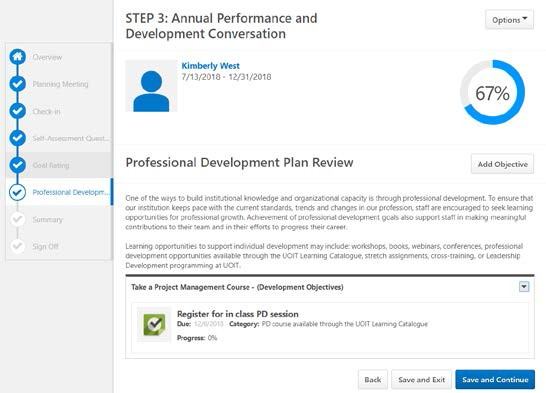 STEP 3: Annual Performance and
Development Conversation
Options
Kimberly West
7/13/2018 - 12/31/2018
67%
Overview
Planning Meeting
Check-in
Self-Assessment Quest...
Goal Rating
Professional Developm...
Summary
Sign Off
Professional Development Plan Review
Add Objective
One of the ways to build institutional knowledge and organizational capacity is through professional development. To ensure that
our institution keeps pace with the current standards, trends and changes in our profession, staff are encouraged to seek learning
opportunities for professional growth. Achievement of professional development goals also support staff in making meaningful
contributions to their team and in their efforts to progress their career.
Learning opportunities to support individual development may include: workshops, books, webinars, conferences, professional
development opportunities available through the UOIT Learning Catalogue, stretch assignments, cross-training, or Leadership
Development programming at UOIT.
Take a Project Management Course - (Development Objectives)
Register for in class PD session
Due: 12/8/2018 Category: PD course available through the UOIT Learning Catalogue
Progress: 0%
Back
Save and Exit
Save and Continue